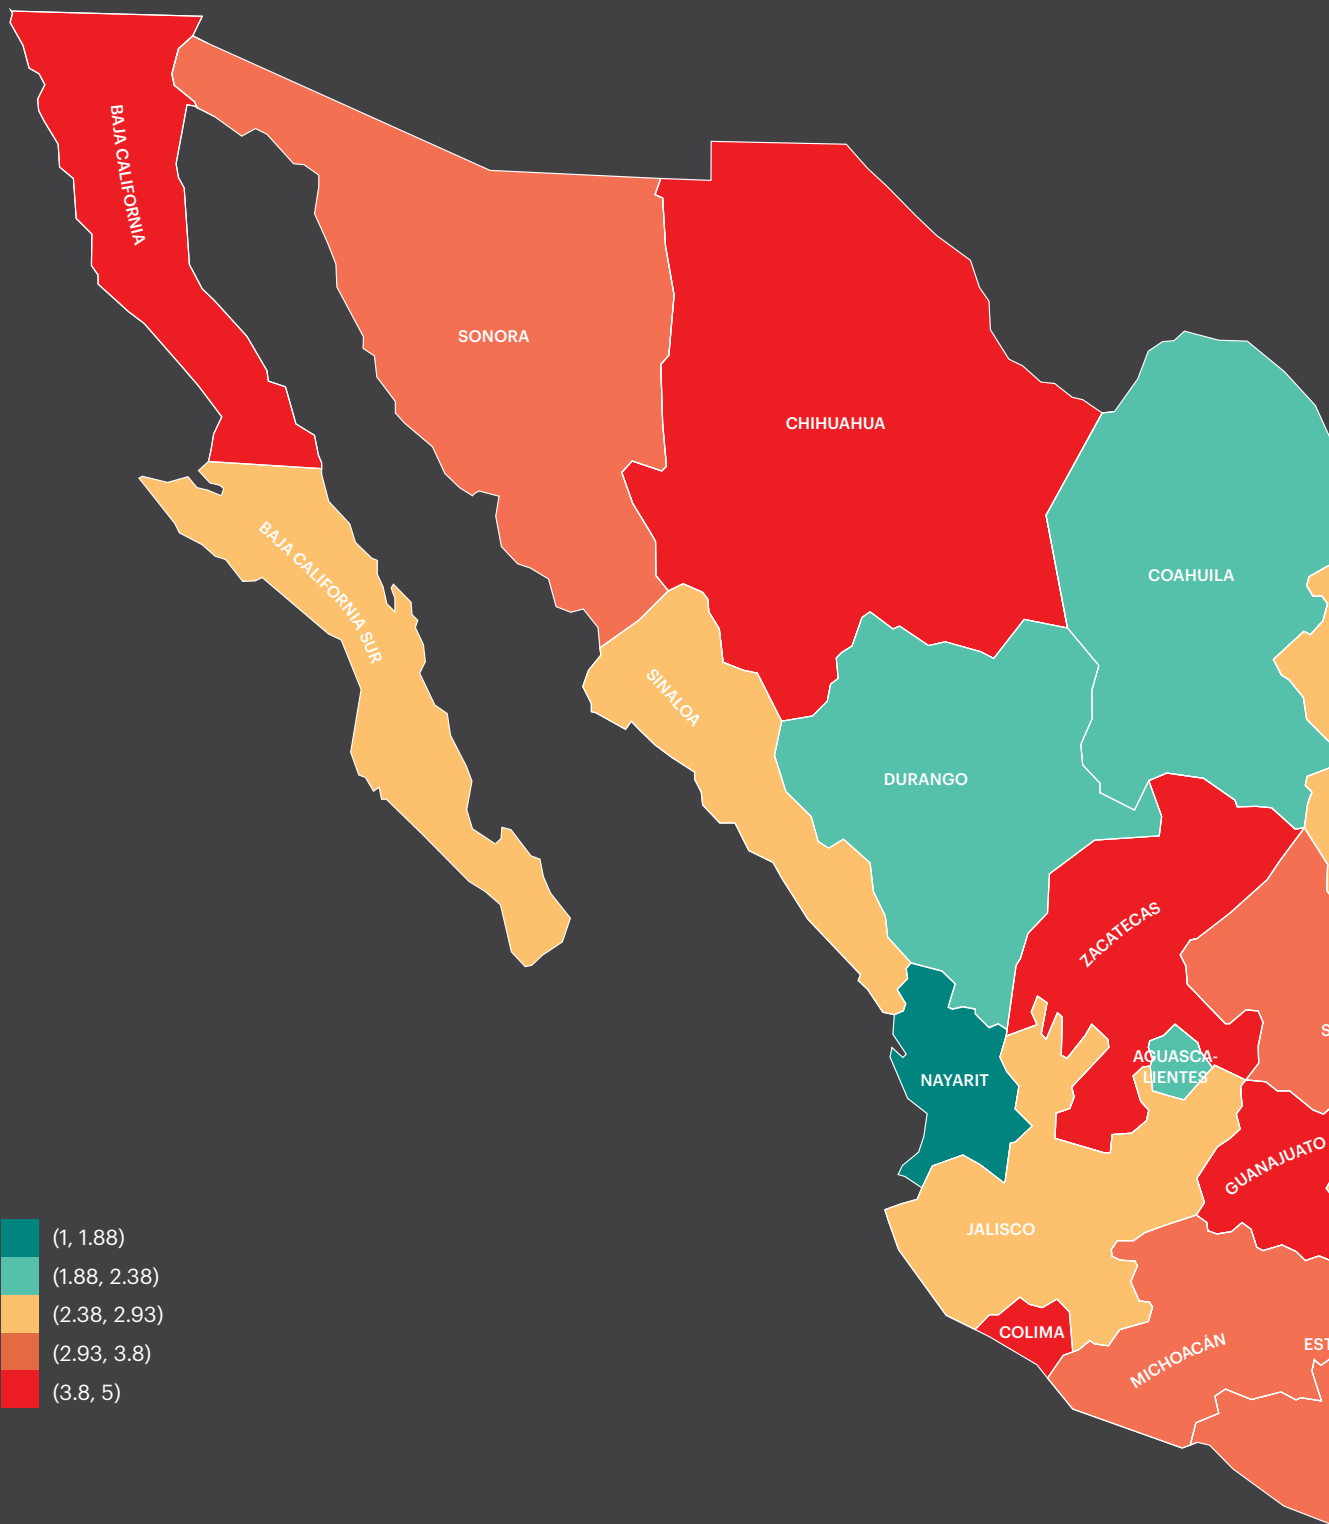 BAJA CALIFORNIA
SONORA
CHIHUAHUA
COAHUILA
BAJA CALIFORNIA SUR
SINALOA
DURANGO
ZACATECAS
S
AGUASCA-
LIENTES
NAYARIT
GUANAJUATO
JALISCO
COLIMA
MICHOACÁN
EST
(1, 1.88)
(1.88, 2.38)
(2.38, 2.93)
(2.93, 3.8)
(3.8, 5)